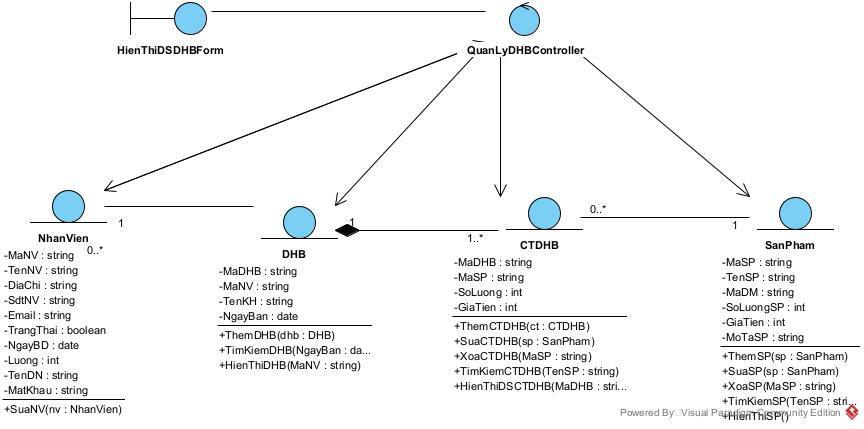 HienThiDSDHBForm
QuanLyDHBController
1
0..*
NhanVien
-MaNV : string
-TenNV : string
-DiaChi : string
-SdtNV : string
-Email : string
-TrangThai : boolean
-NgayBD : date
-Luong : int
-TenDN : string
-MatKhau : string
+SuaNV(nv : NhanVien)
1
DHB
-MaDHB : string
-MaNV : string
-TenKH : string
-NgayBan : date
+ThemDHB(dhb : DHB)
+TimKiemDHB(NgayBan : da...
+HienThiDHB(MaNV : string)
1..*
0..*
CTDHB
-MaDHB : string
-MaSP : string
-SoLuong : int
-GiaTien : int
+ThemCTDHB(ct : CTDHB)
+SuaCTDHB(sp : SanPham)
+XoaCTDHB(MaSP : string)
+TimKiemCTDHB(TenSP : string)
+HienThiDSCTDHB(MaDHB : stri...
1
SanPham
-MaSP : string
-TenSP : string
-MaDM : string
-SoLuongSP : int
-GiaTien : int
-MoTaSP : string
+ThemSP(sp : SanPham)
+SuaSP(sp : SanPham)
+XoaSP(MaSP : string)
+TimKiemSP(TenSP : stri...
+HienThiSP()
Powered By Visual Paradigm Community Edition